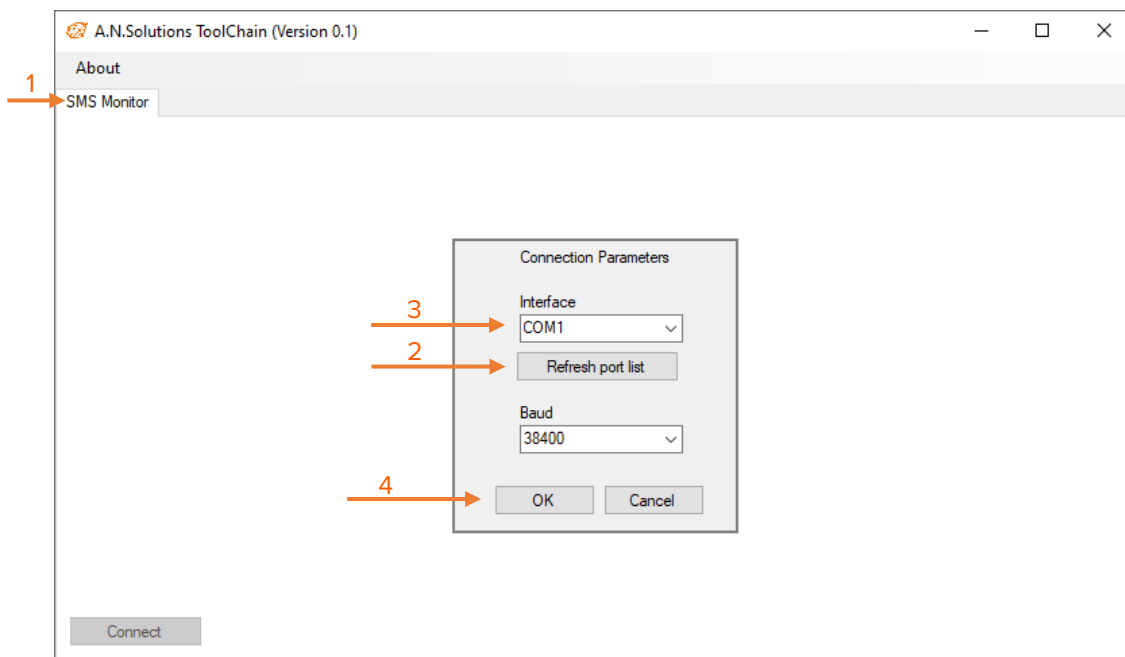 A.N.Solutions ToolChain (Version 0.1)
About
1
SMS Monitor
Connection Parameters
Interface
3
COM1
2
Refresh port list
Baud
38400
4
OK Cancel
Connect